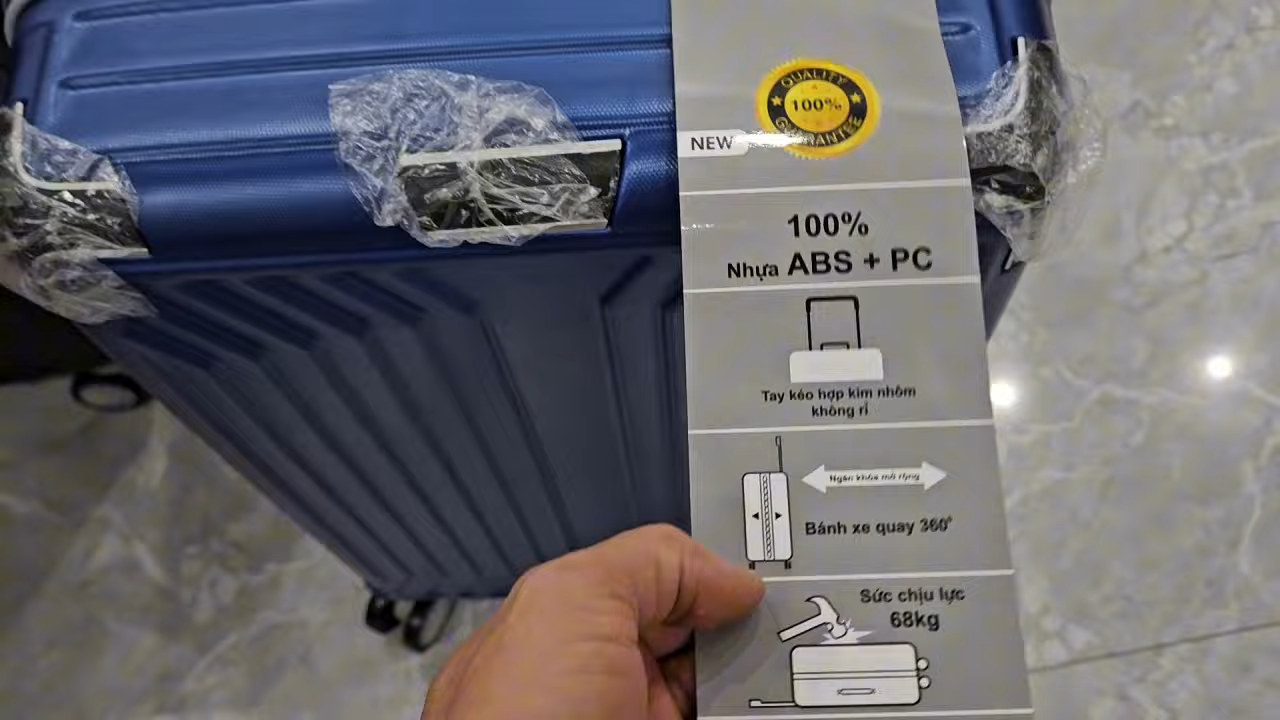 QUALITY
100%
GUARANTEE
NEW
100%
Nhựa ABS + PC
Tay kéo hợp kim nhôm
không rỉ
Ngăn khóa mở rộng
Bánh xe quay 360°
Sức chịu lực
68kg